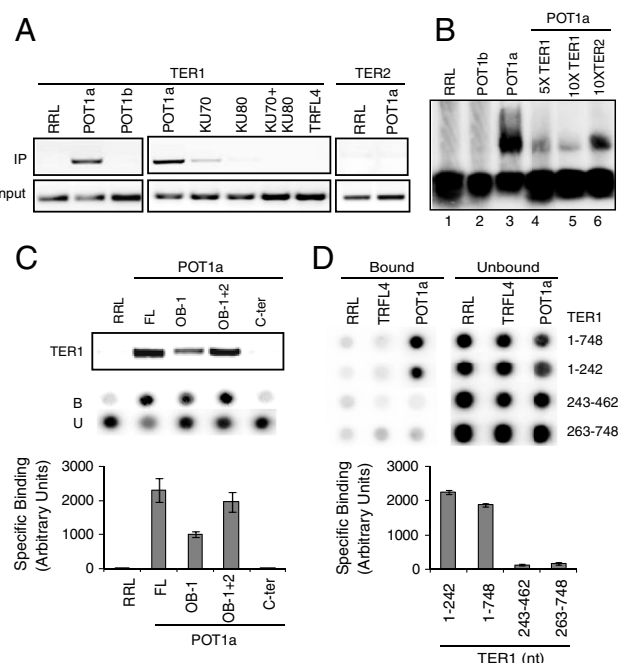 A
TER1
TER2
RRL
POT1a
POT1b
POT1a
KU70
KU80
KU70+
KU80
TRFL4
RRL
POT1a
IP
nput
B
POT1a
RRL
POT1b
POT1a
5X TER1
10X TER1
10XTER2
1 2 3 4 5 6
C
POT1a
RRL
FL
OB-1
OB-1+2
C-ter
TER1
B
U
3000
2000
1000
0
Specific Binding
(Arbitrary Units)
RRL
FL
OB-1
OB-1+2
C-ter
POT1a
D
Bound
Unbound
RRL
TRFL4
POT1a
RRL
TRFL4
POT1a
TER1
1-748
1-242
243-462
263-748
3000
2000
1000
0
Specific Binding
(Arbitrary Units)
1-242
1-748
243-462
263-748
TER1 (nt)